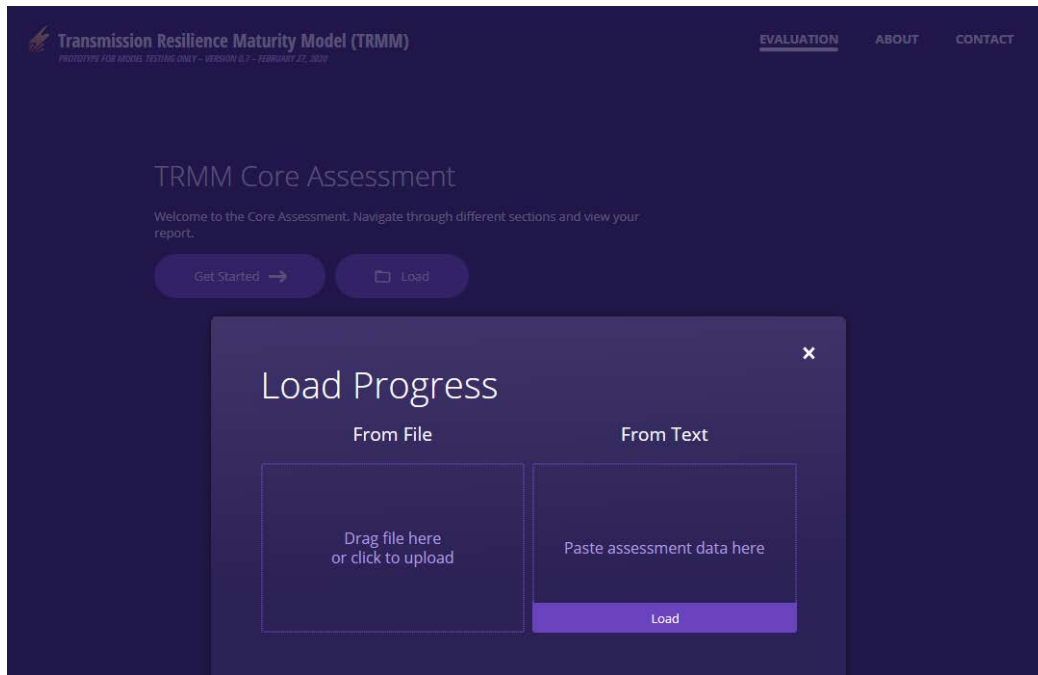 Transmission Resilience Maturity Model (TRMM)
PROTOTYPE FOR MODEL TESTING ONLY – VERSION 0.7 – FEBRUARY 27, 2020
EVALUATION
ABOUT
CONTACT
TRMM Core Assessment
Welcome to the Core Assessment. Navigate through different sections and view your
report.
Get Started
Load
Load Progress
From File
From Text
Drag file here
or click to upload
Paste assessment data here
Load